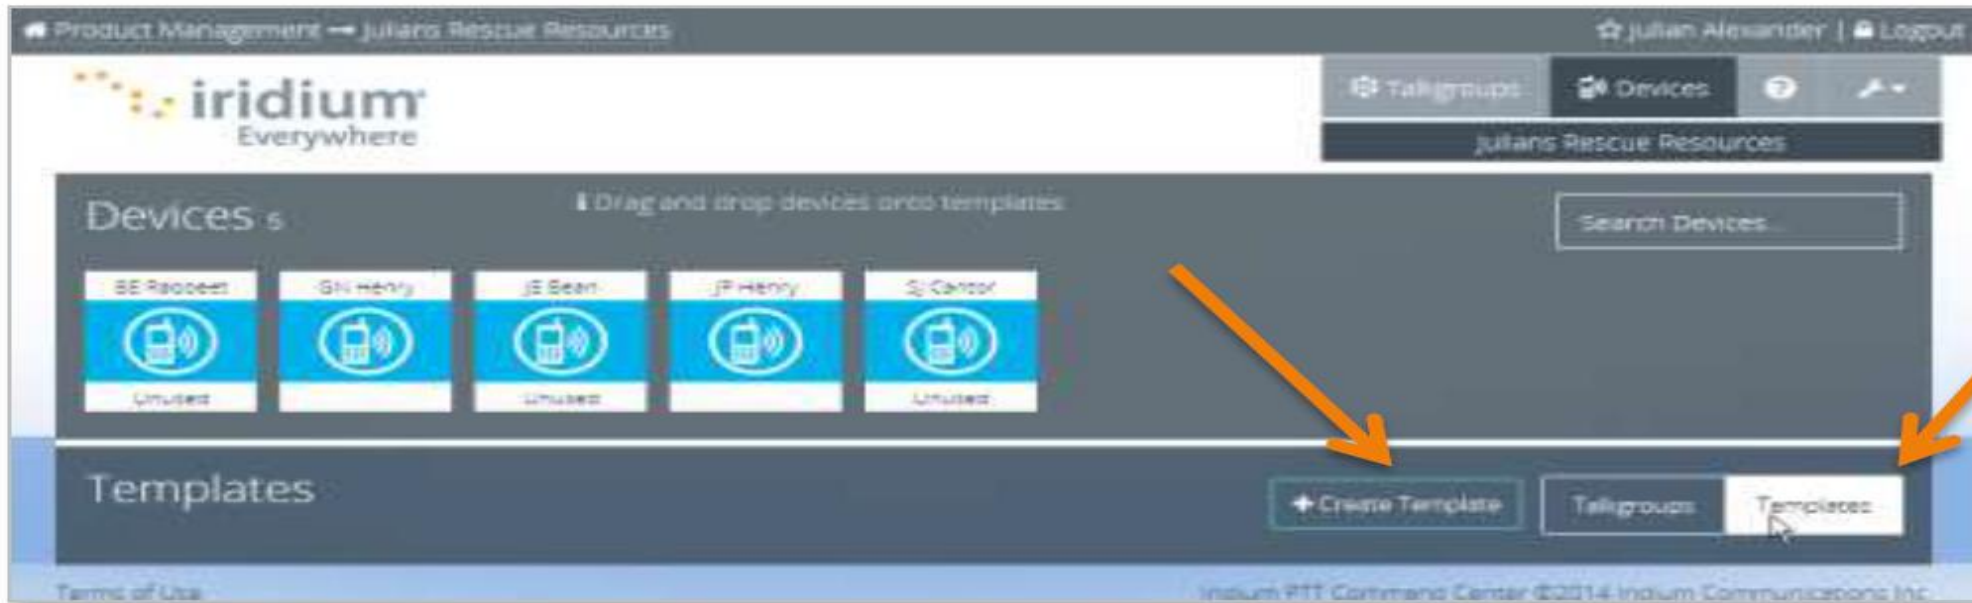 Product Management → Julians Rescue Resources
Julian Alexander | Logout
iridium
Everywhere
Talkgroups
Devices
?
Julians Rescue Resources
Devices 5
Drag and drop devices onto templates
Search Devices...
BE Rabbeet
GN Henry
JE Bean
JP Henry
SJ Cantor
Unused
Unused
Unused
Templates
+ Create Template
Talkgroups
Templates
Terms of Use
Iridium PTT Command Center ©2014 Iridium Communications Inc